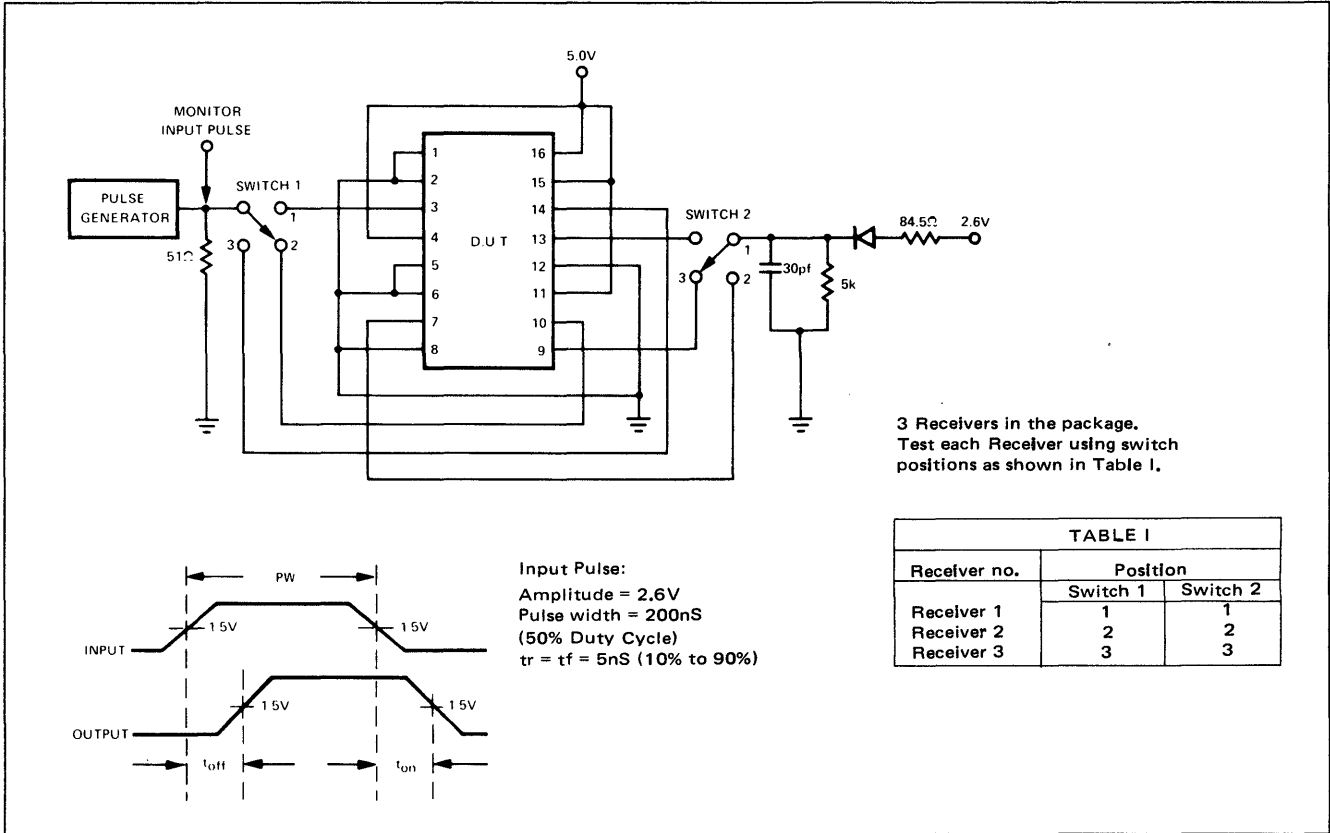 5.0V
MONITOR
INPUT PULSE
PULSE
GENERATOR
51Ω
SWITCH 1
1
3
2
1
2
3
4
5
6
7
8
D.U.T
16
15
14
13
12
11
10
9
SWITCH 2
1
3
2
30pf
5k
84.5Ω
2.6V
3 Receivers in the package.
Test each Receiver using switch
positions as shown in Table I.
TABLE I
Receiver no. Position
Switch 1 Switch 2
Receiver 1 1 1
Receiver 2 2 2
Receiver 3 3 3
PW
INPUT
1 5V
1 5V
OUTPUT
1 5V
1 5V
toff
ton
Input Pulse:
Amplitude = 2.6V
Pulse width = 200nS
(50% Duty Cycle)
tr = tf = 5nS (10% to 90%)